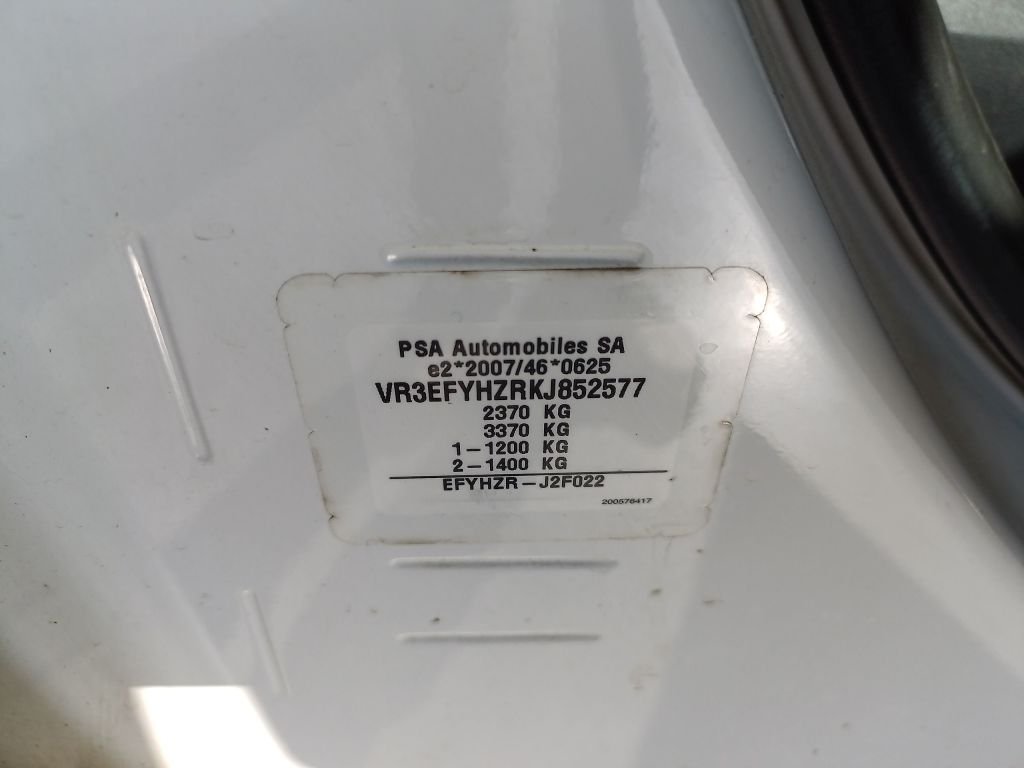 PSA Automobiles SA
e2*2007/46*0625
VR3EFYHZRKJ852577
2370 KG
3370 KG
1-1200 KG
2-1400 KG
EFYHZR-J2F022
200576417